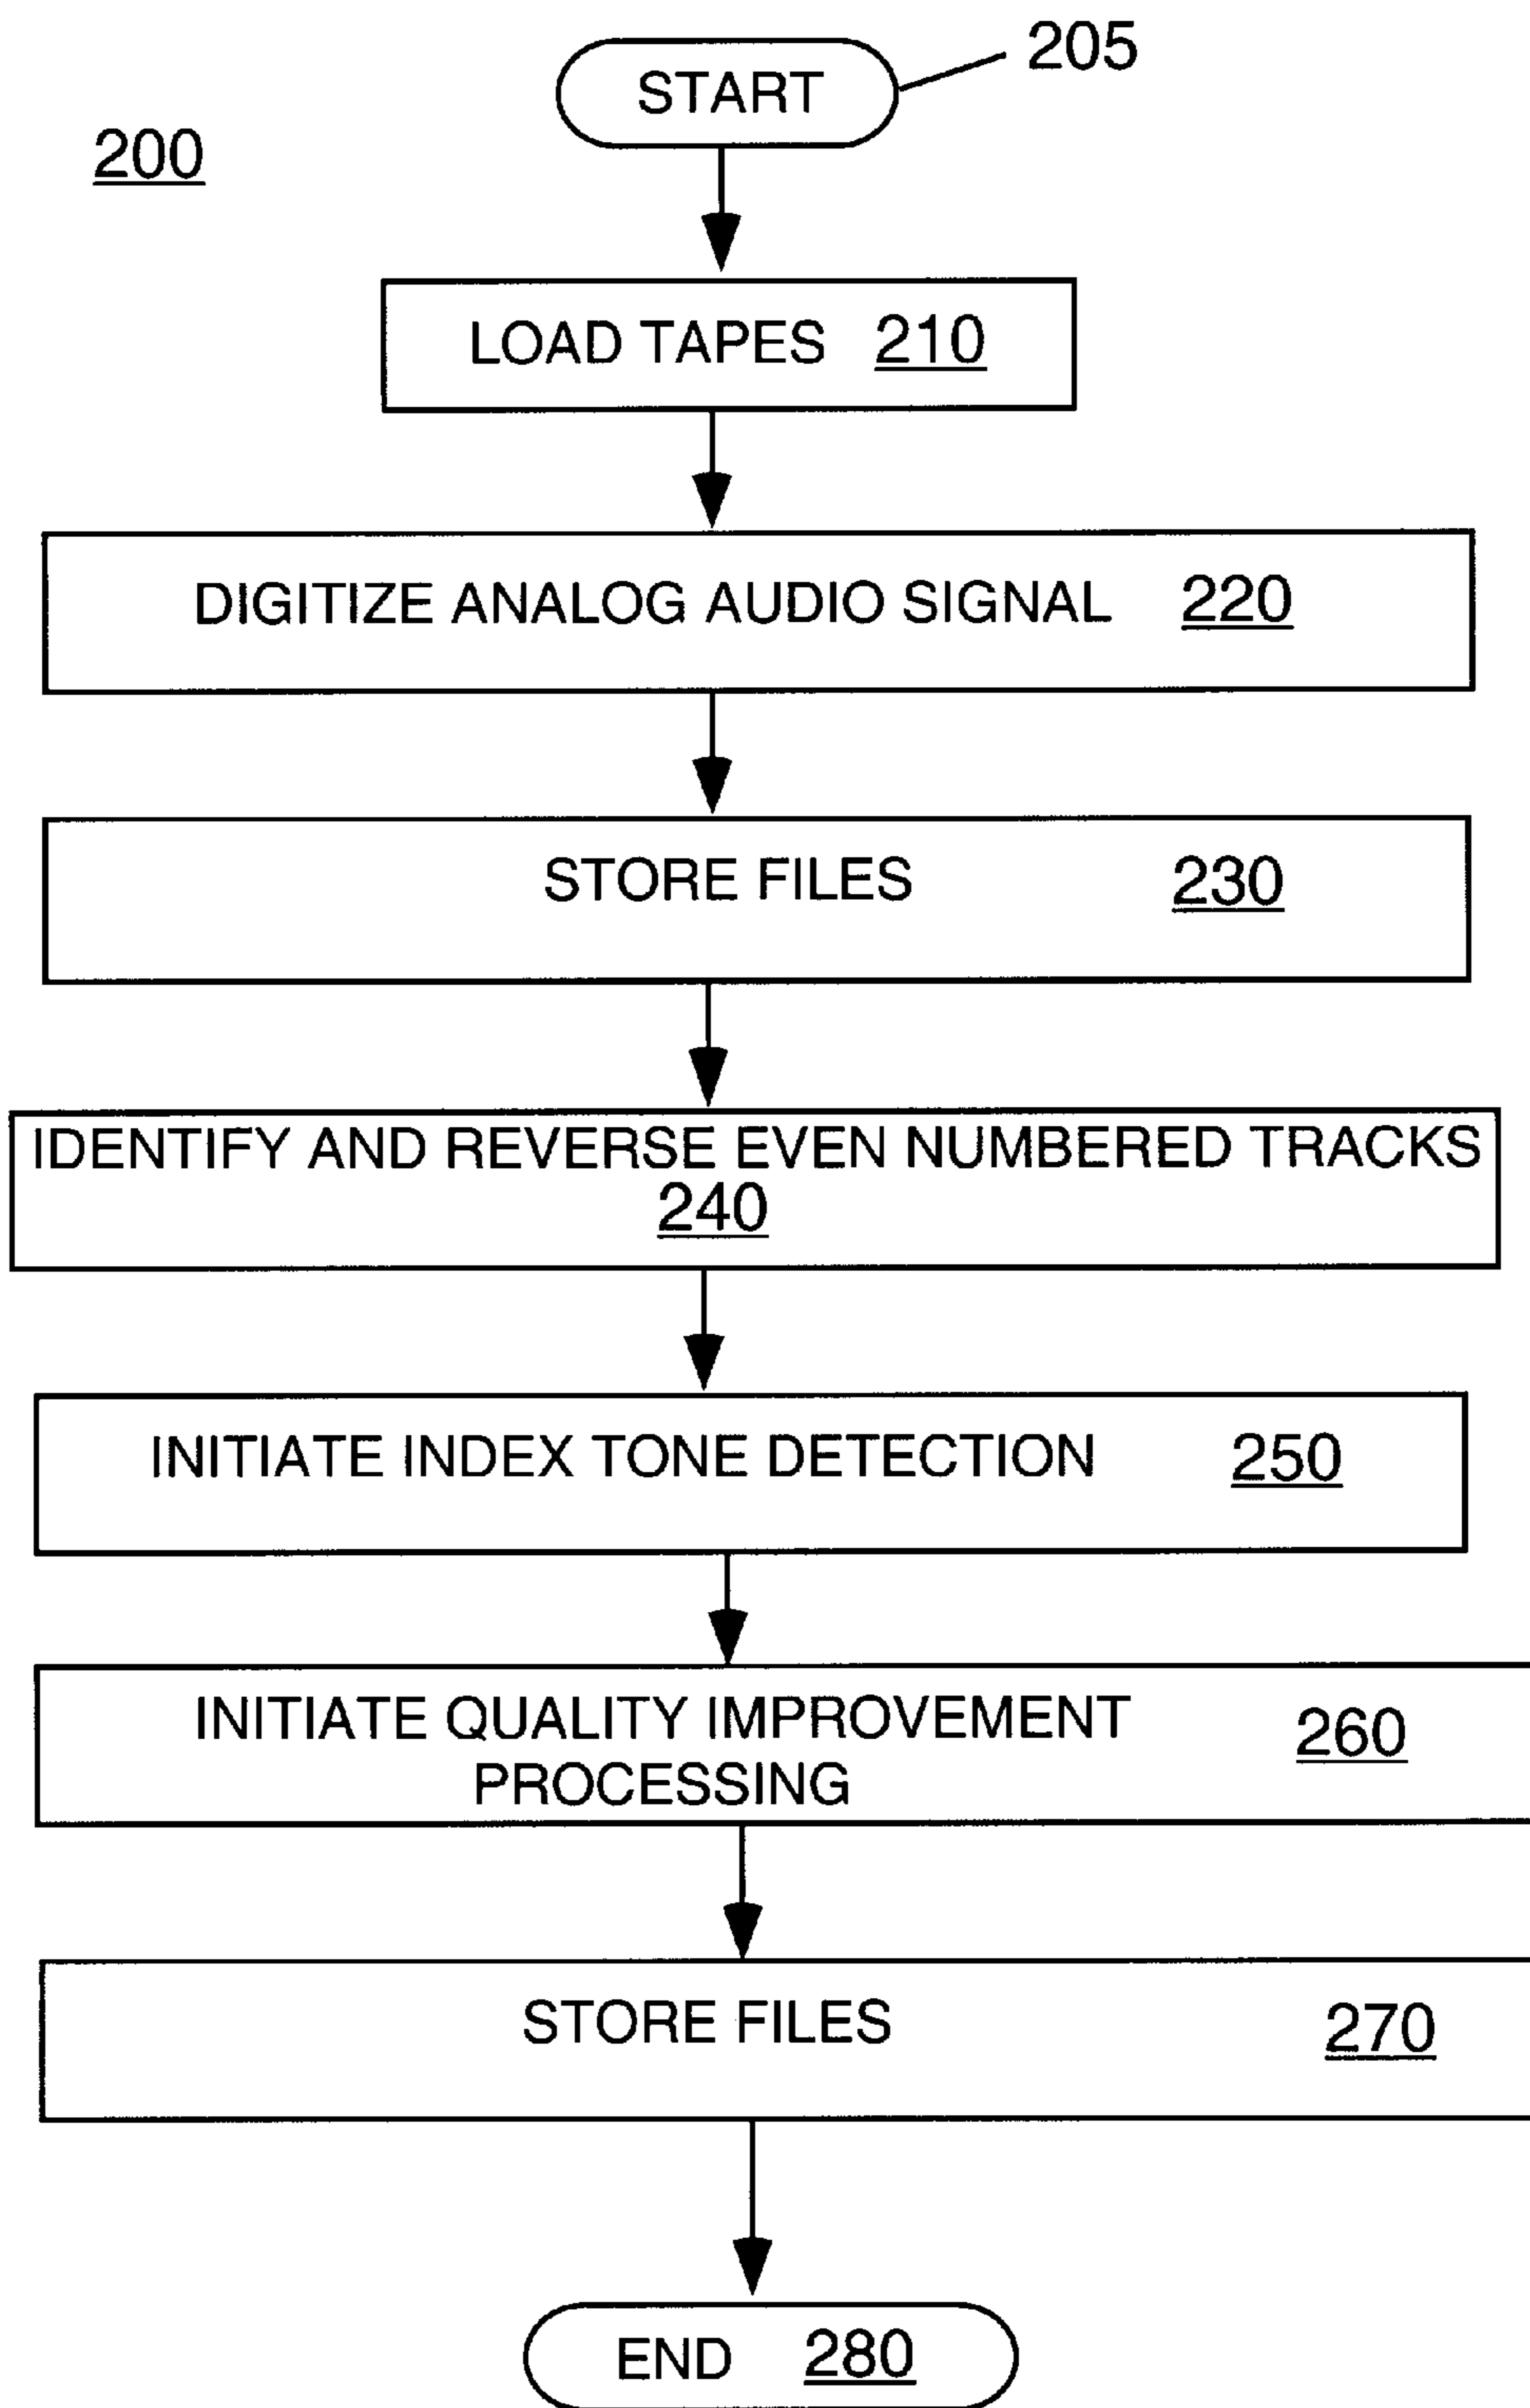 START 205
200
LOAD TAPES 210
DIGITIZE ANALOG AUDIO SIGNAL 220
STORE FILES 230
IDENTIFY AND REVERSE EVEN NUMBERED TRACKS
240
INITIATE INDEX TONE DETECTION 250
INITIATE QUALITY IMPROVEMENT 260
PROCESSING
STORE FILES 270
END 280